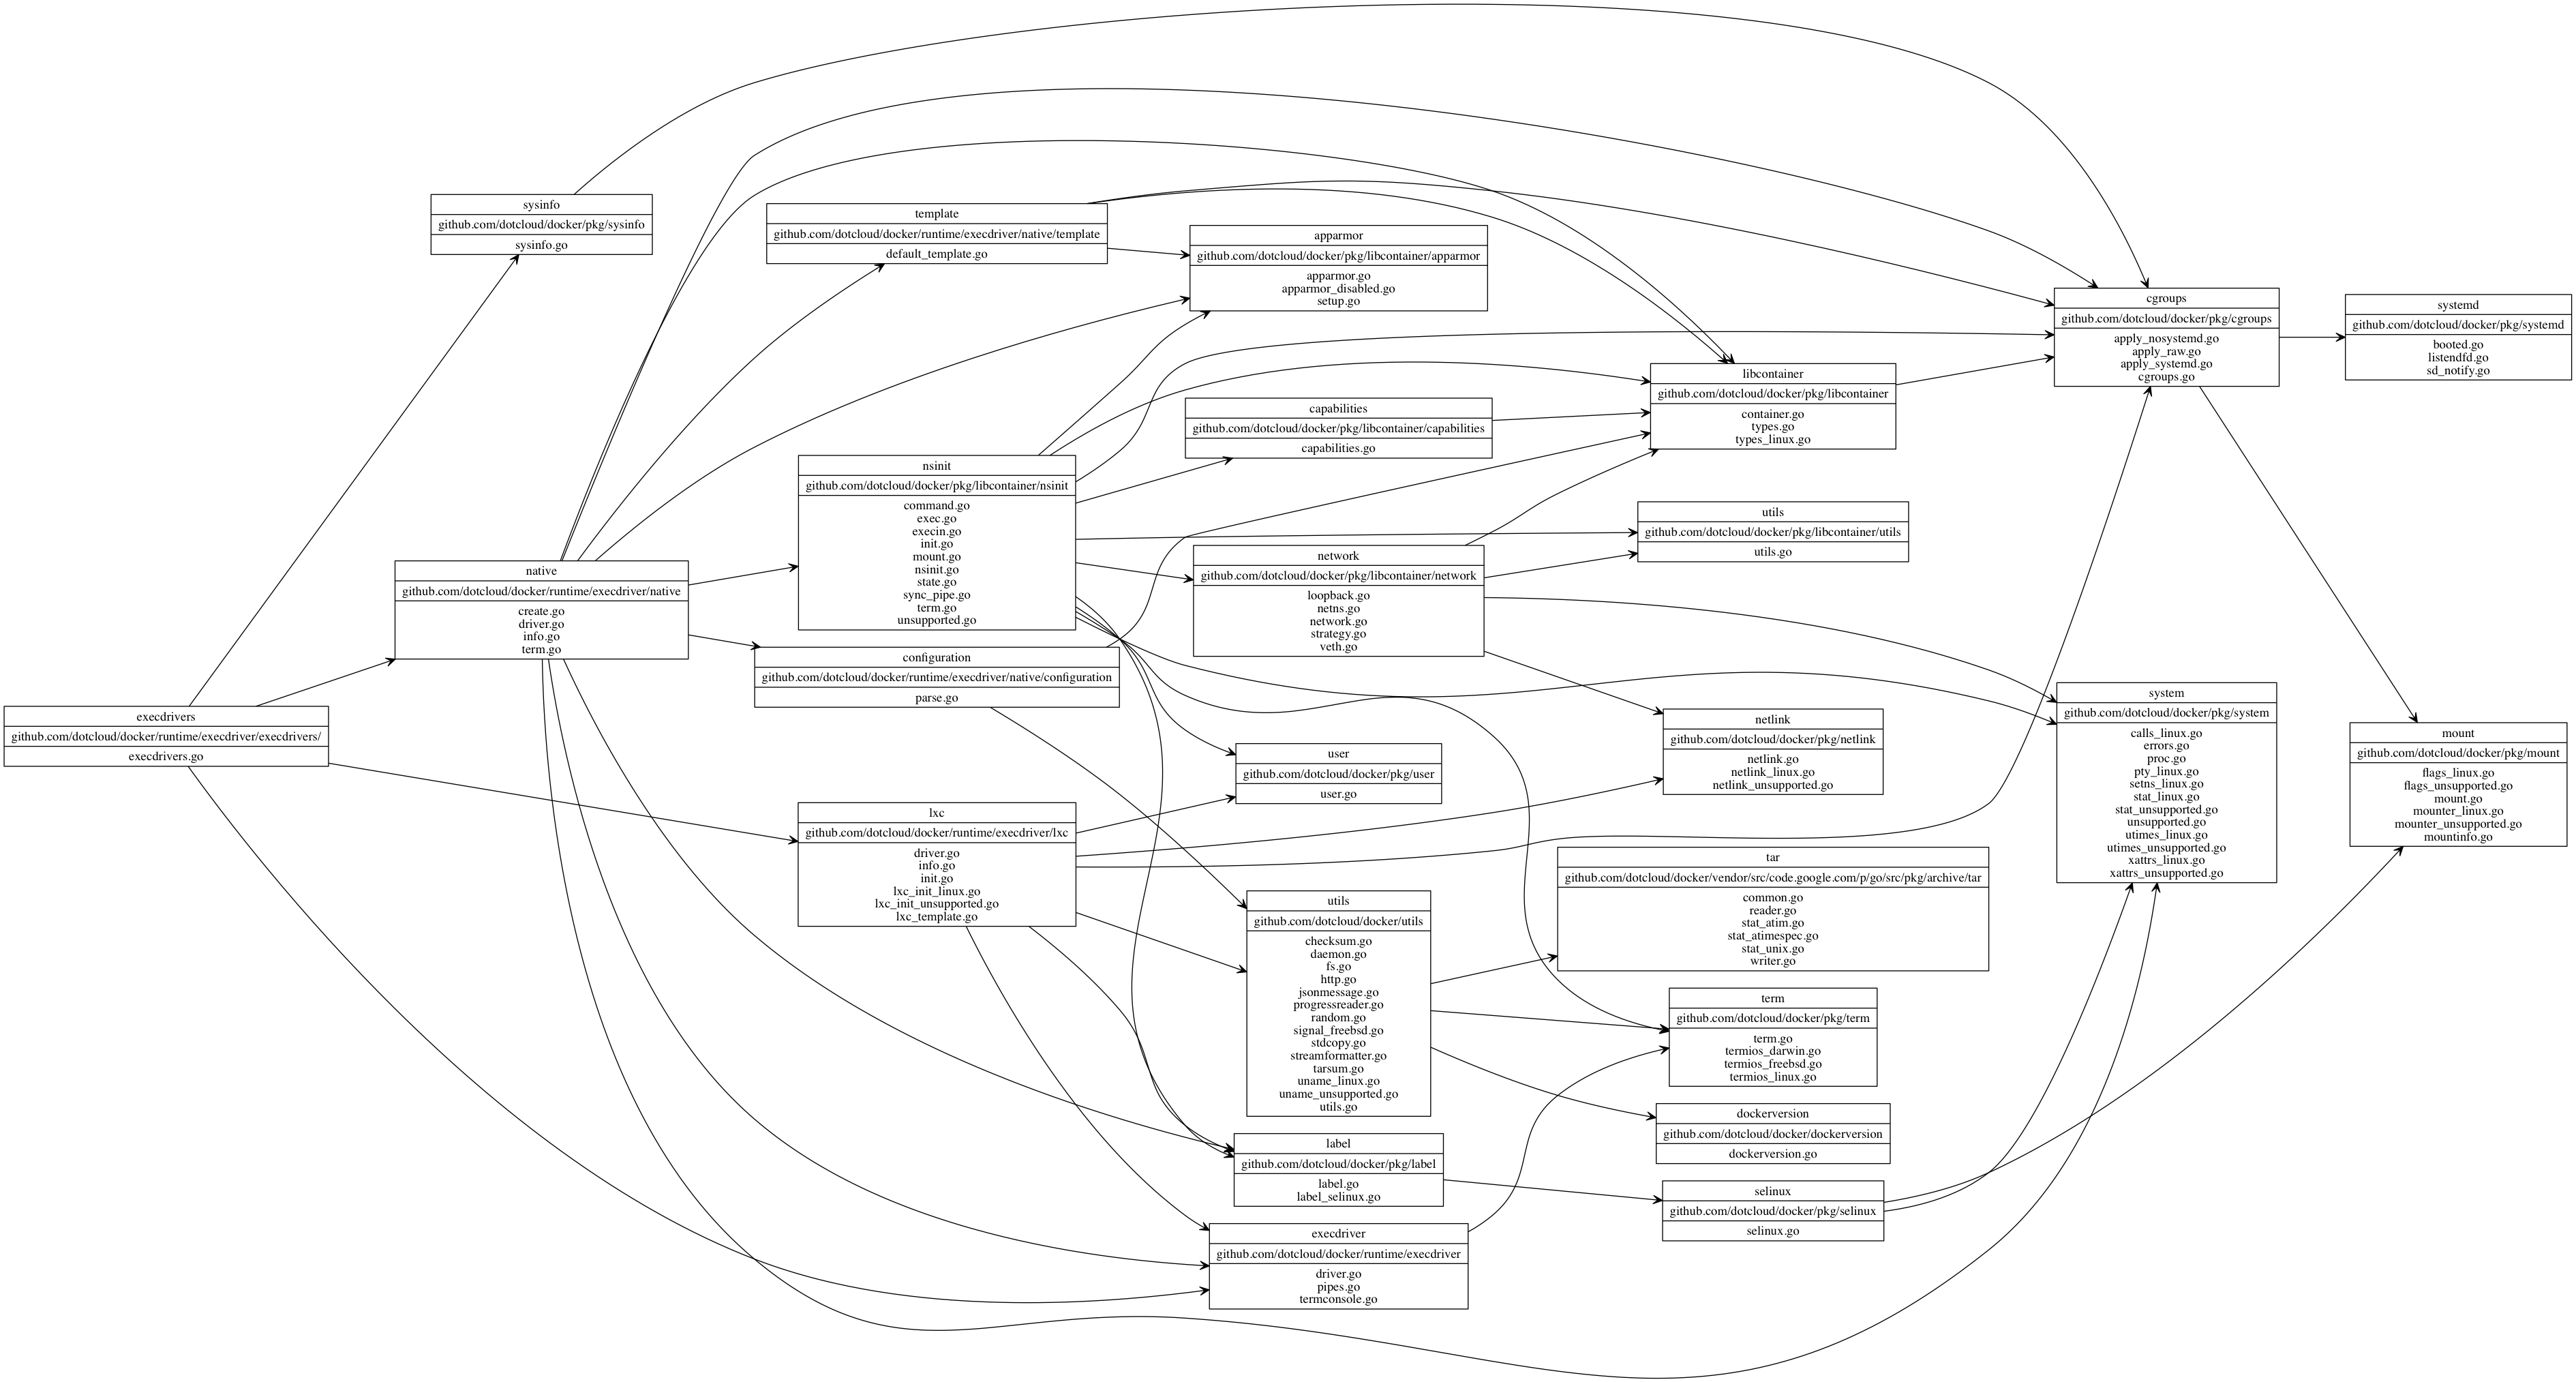 sysinfo
github.com/dotcloud/docker/pkg/sysinfo
sysinfo.go
template
github.com/dotcloud/docker/runtime/execdriver/native/template
default_template.go
apparmor
github.com/dotcloud/docker/pkg/libcontainer/apparmor
apparmor.go
apparmor_disabled.go
setup.go
cgroups
github.com/dotcloud/docker/pkg/cgroups
apply_nosystemd.go
apply_raw.go
apply_systemd.go
cgroups.go
systemd
github.com/dotcloud/docker/pkg/systemd
booted.go
listendfd.go
sd_notify.go
libcontainer
github.com/dotcloud/docker/pkg/libcontainer
container.go
types.go
types_linux.go
capabilities
github.com/dotcloud/docker/pkg/libcontainer/capabilities
capabilities.go
nsinit
github.com/dotcloud/docker/pkg/libcontainer/nsinit
command.go
exec.go
execin.go
init.go
mount.go
nsinit.go
state.go
sync_pipe.go
term.go
unsupported.go
utils
github.com/dotcloud/docker/pkg/libcontainer/utils
utils.go
network
github.com/dotcloud/docker/pkg/libcontainer/network
loopback.go
netns.go
network.go
strategy.go
veth.go
native
github.com/dotcloud/docker/runtime/execdriver/native
create.go
driver.go
info.go
term.go
configuration
github.com/dotcloud/docker/runtime/execdriver/native/configuration
parse.go
execdrivers
github.com/dotcloud/docker/runtime/execdriver/execdrivers/
execdrivers.go
netlink
github.com/dotcloud/docker/pkg/netlink
netlink.go
netlink_linux.go
netlink_unsupported.go
system
github.com/dotcloud/docker/pkg/system
calls_linux.go
errors.go
proc.go
pty_linux.go
setns_linux.go
stat_linux.go
stat_unsupported.go
unsupported.go
utimes_linux.go
utimes_unsupported.go
xattrs_linux.go
xattrs_unsupported.go
mount
github.com/dotcloud/docker/pkg/mount
flags_linux.go
flags_unsupported.go
mount.go
mounter_linux.go
mounter_unsupported.go
mountinfo.go
user
github.com/dotcloud/docker/pkg/user
user.go
lxc
github.com/dotcloud/docker/runtime/execdriver/lxc
driver.go
info.go
init.go
lxc_init_linux.go
lxc_init_unsupported.go
lxc_template.go
tar
github.com/dotcloud/docker/vendor/src/code.google.com/p/go/src/pkg/archive/tar
common.go
reader.go
stat_atim.go
stat_atimespec.go
stat_unix.go
writer.go
utils
github.com/dotcloud/docker/utils
checksum.go
daemon.go
fs.go
http.go
jsonmessage.go
progressreader.go
random.go
signal_freebsd.go
stdcopy.go
streamformatter.go
tarsum.go
uname_linux.go
uname_unsupported.go
utils.go
term
github.com/dotcloud/docker/pkg/term
term.go
termios_darwin.go
termios_freebsd.go
termios_linux.go
dockerversion
github.com/dotcloud/docker/dockerversion
dockerversion.go
label
github.com/dotcloud/docker/pkg/label
label.go
label_selinux.go
selinux
github.com/dotcloud/docker/pkg/selinux
selinux.go
execdriver
github.com/dotcloud/docker/runtime/execdriver
driver.go
pipes.go
termconsole.go